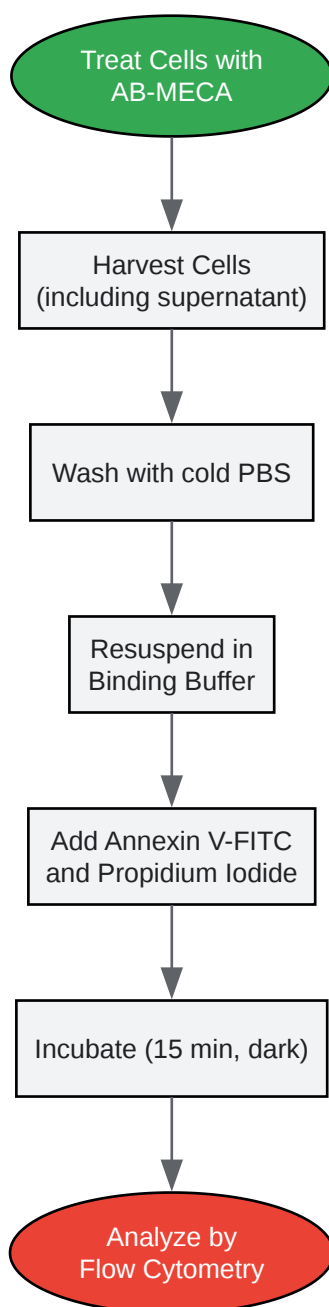 Treat Cells with
AB-MECA
Harvest Cells
(including supernatant)
Wash with cold PBS
Resuspend in
Binding Buffer
Add Annexin V-FITC
and Propidium Iodide
Incubate (15 min, dark)
Analyze by
Flow Cytometry